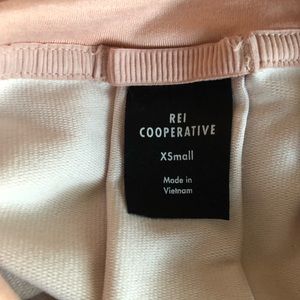 REI
COOPERATIVE
XSmall
Made in
Vietnam